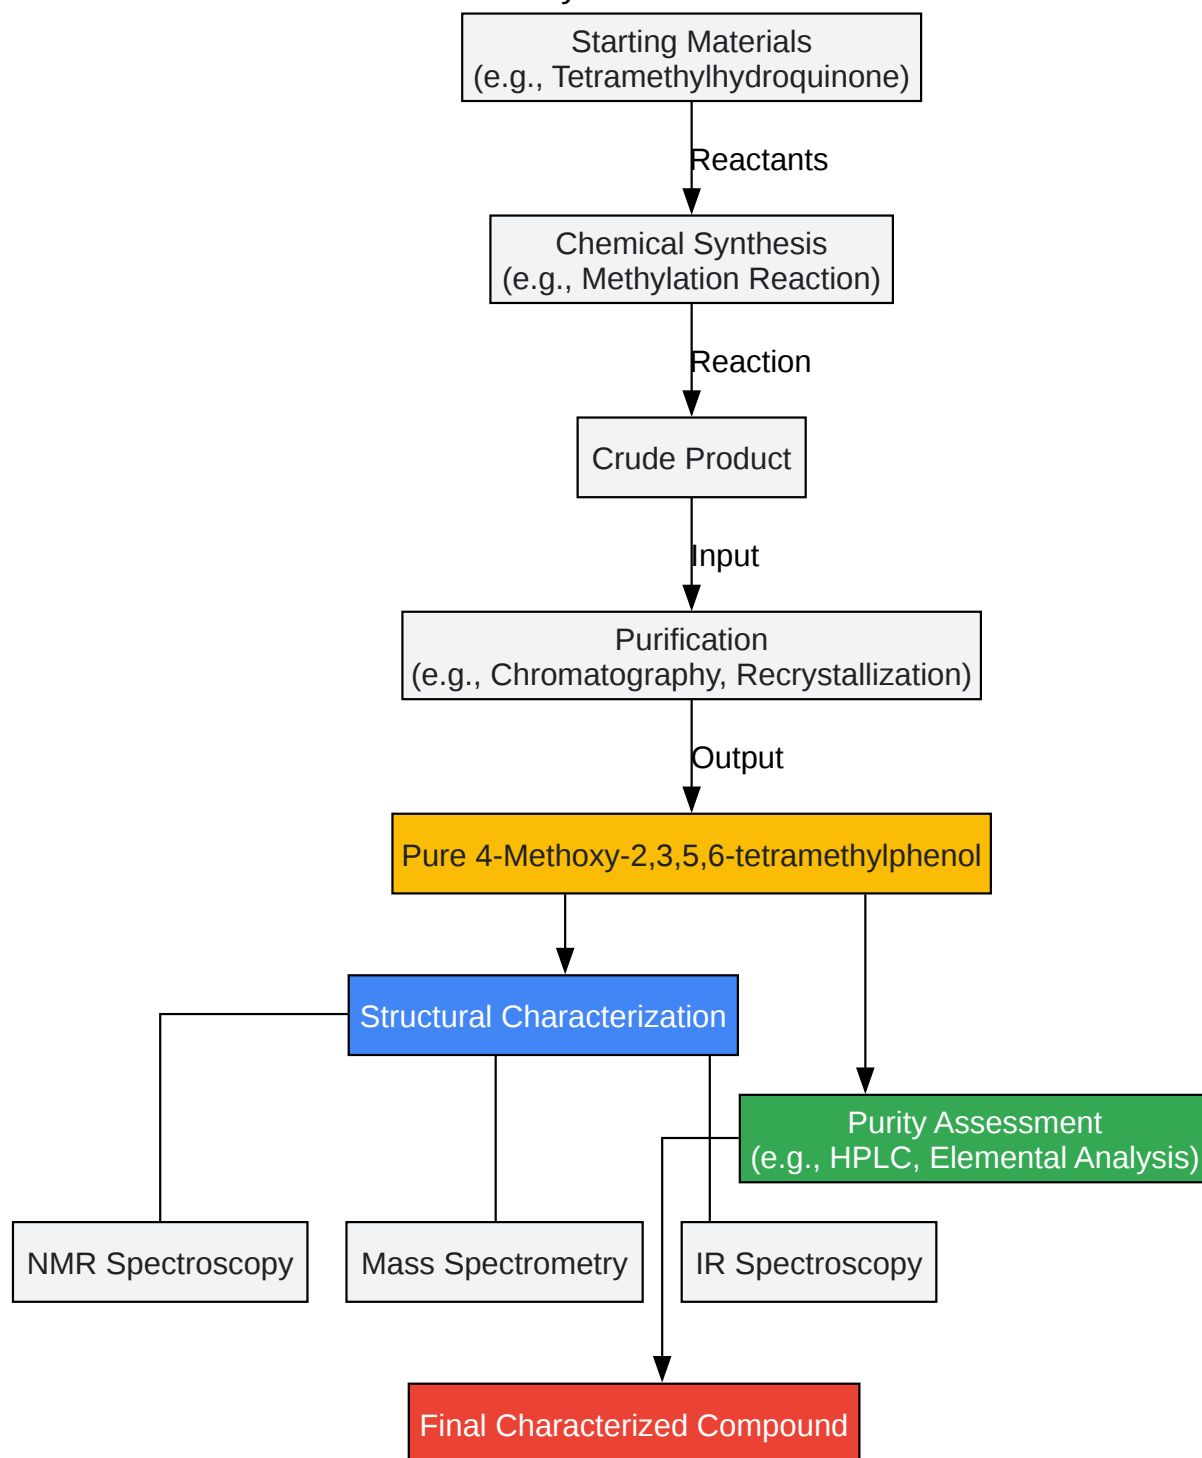 Starting Materials
(e.g., Tetramethylhydroquinone)
Reactants
Chemical Synthesis
(e.g., Methylation Reaction)
Reaction
Crude Product
Input
Purification
(e.g., Chromatography, Recrystallization)
Output
Pure 4-Methoxy-2,3,5,6-tetramethylphenol
Structural Characterization
Purity Assessment
(e.g., HPLC, Elemental Analysis)
NMR Spectroscopy
Mass Spectrometry
IR Spectroscopy
Final Characterized Compound